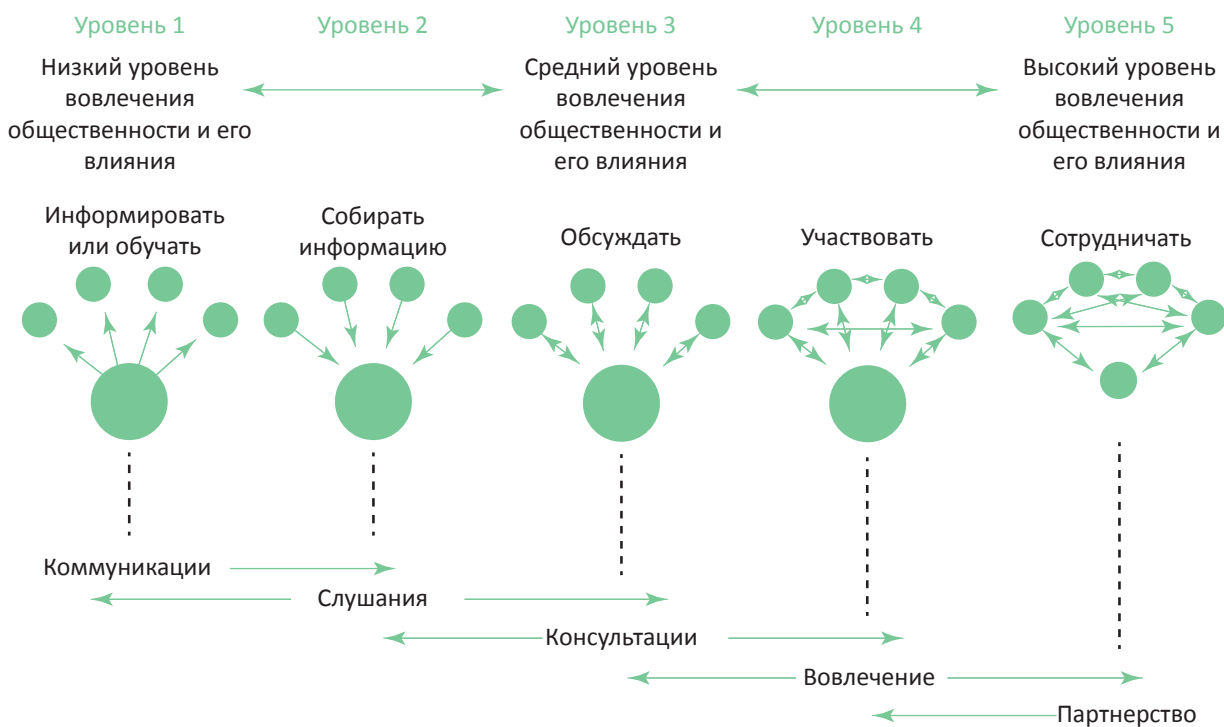 Уровень 1
Уровень 2
Уровень 3
Уровень 4
Уровень 5
Низкий уровень
вовлечения
общественности и его
влияния
Средний уровень
вовлечения
общественности и
его влияния
Высокий уровень
вовлечения
общественности и
его влияния
Информировать
или обучать
Собирать
информацию
Обсуждать
Участвовать
Сотрудничать
Коммуникации
Слушания
Консультации
Вовлечение
Партнерство